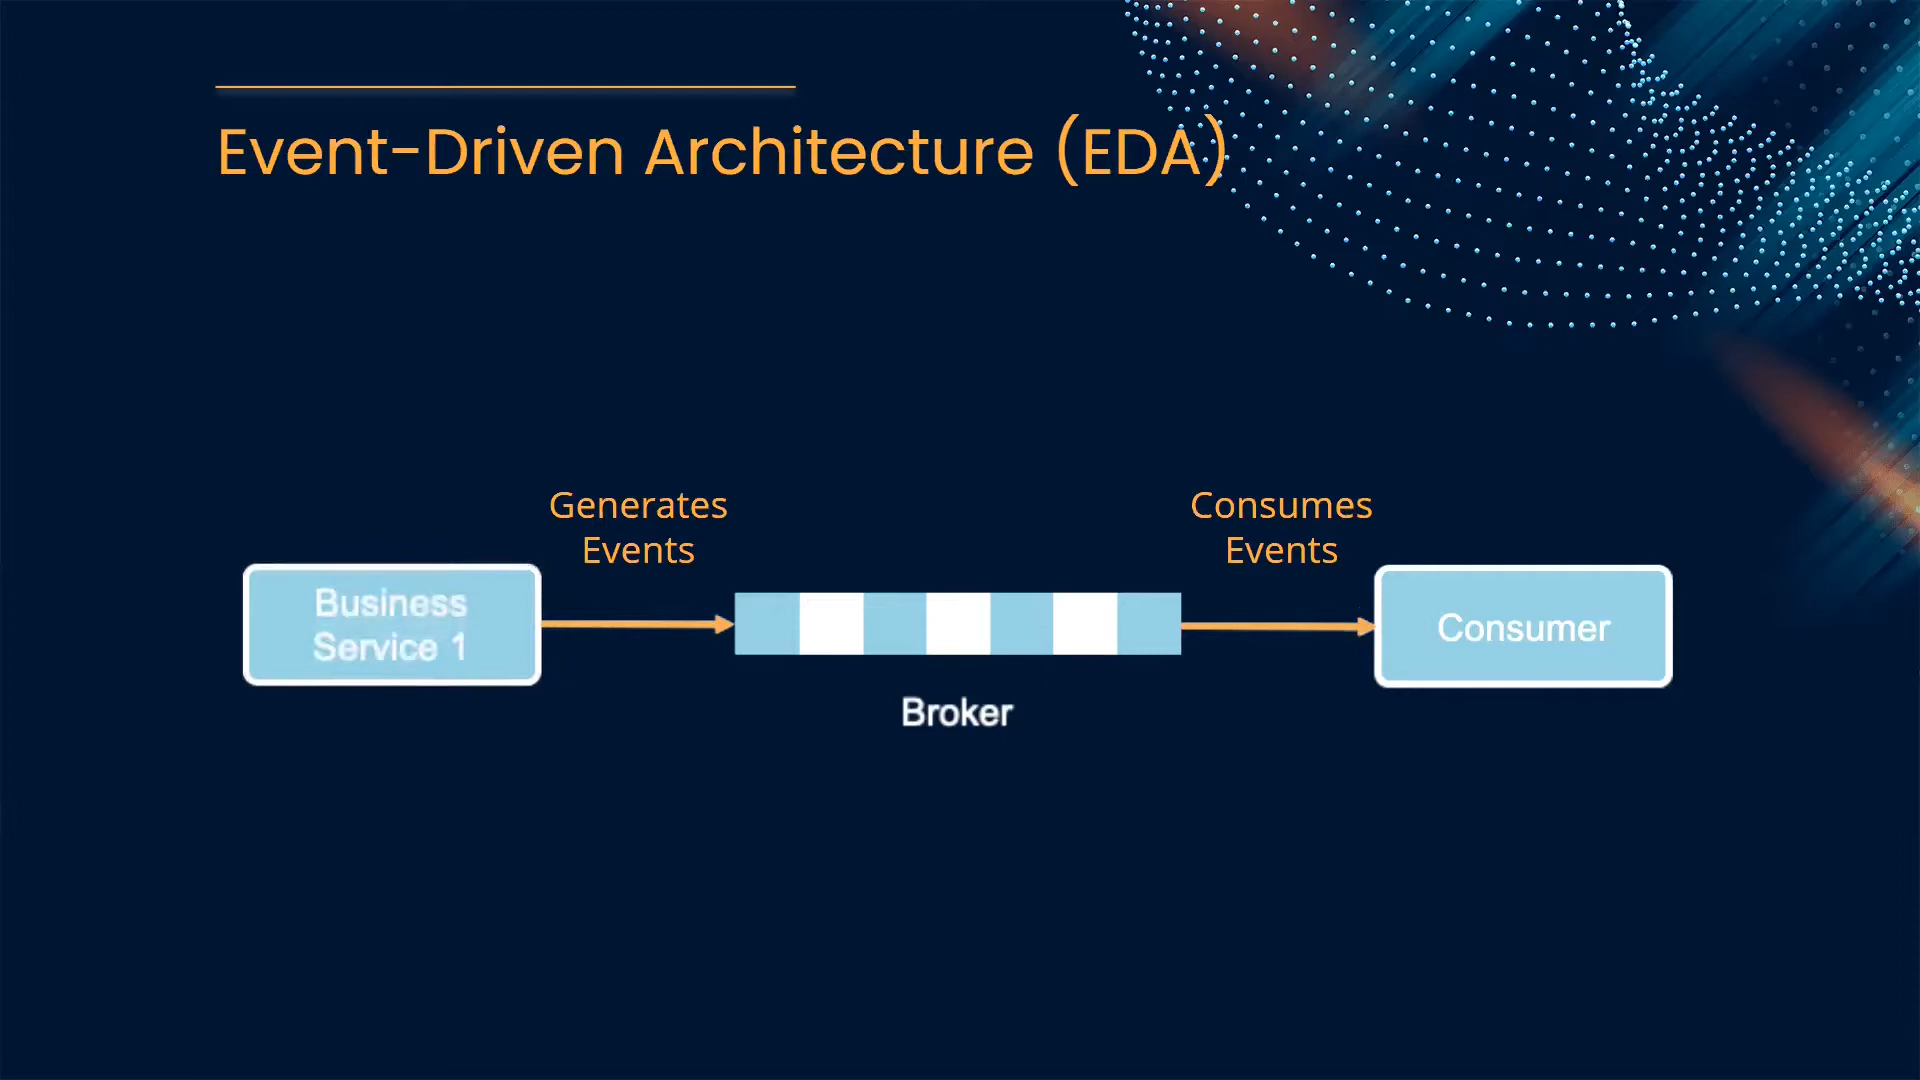 Event-Driven Architecture (EDA)
Generates
Events
Consumes
Events
Business
Service 1
Consumer
Broker